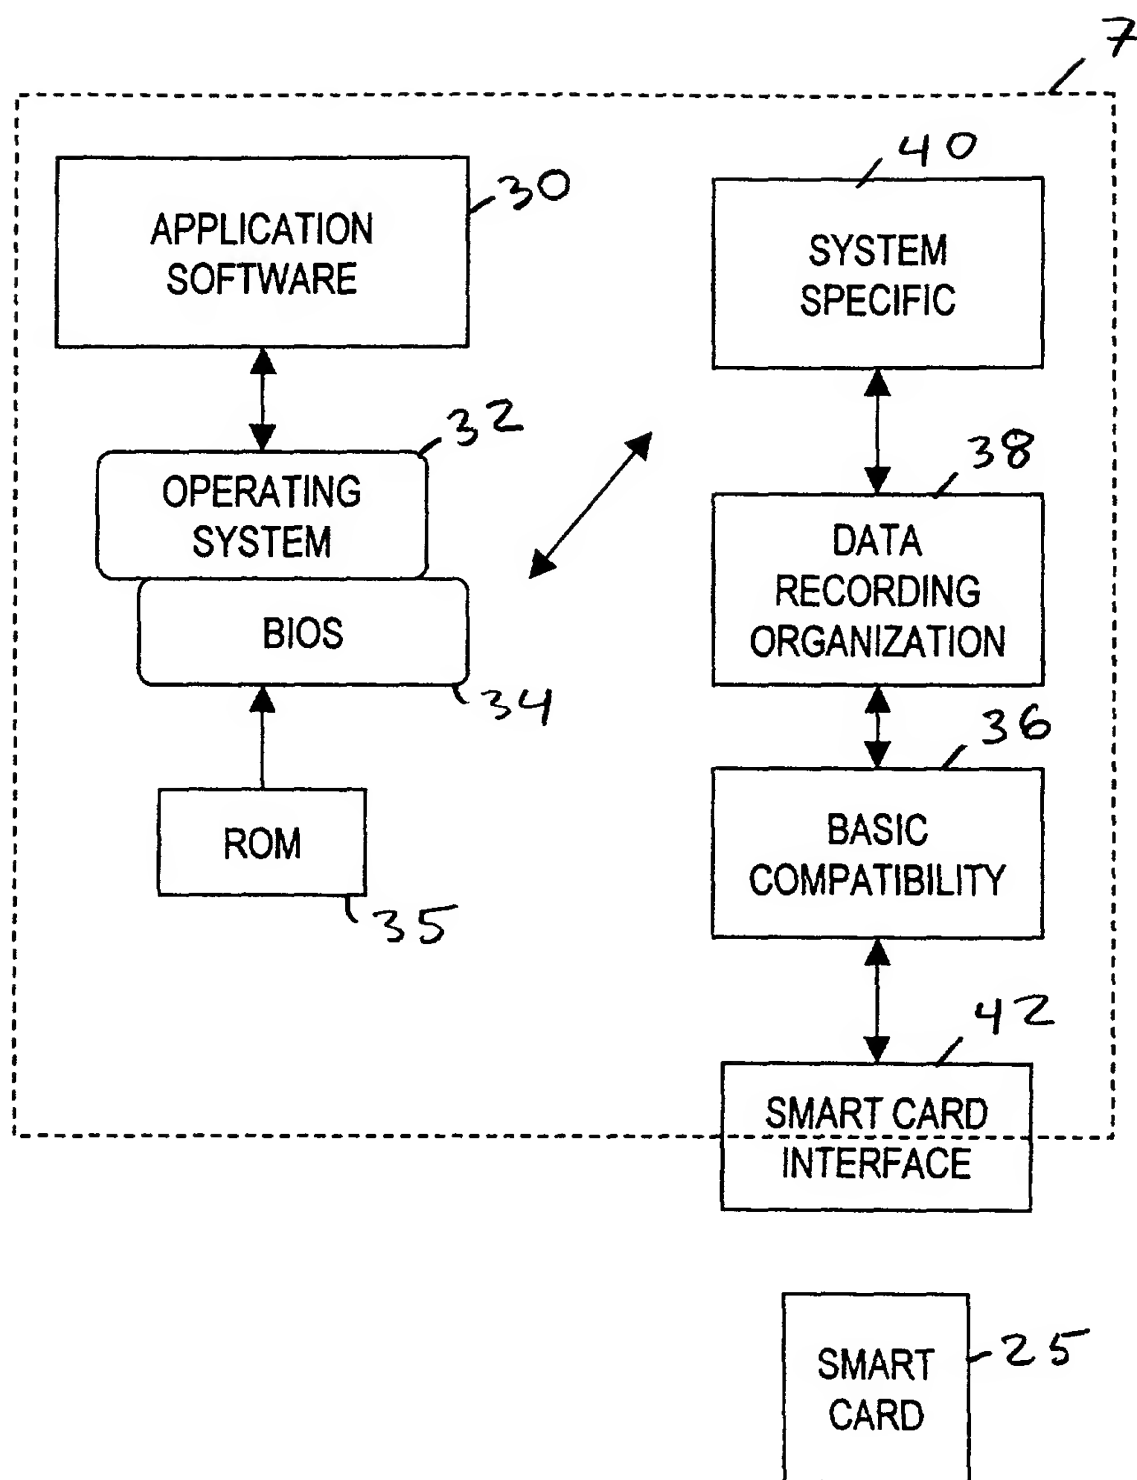 7
APPLICATION
SOFTWARE
30
40
SYSTEM
SPECIFIC
32
OPERATING
SYSTEM
38
DATA
RECORDING
ORGANIZATION
BIOS
34
36
ROM
35
BASIC
COMPATIBILITY
42
SMART CARD
INTERFACE
SMART
CARD
25